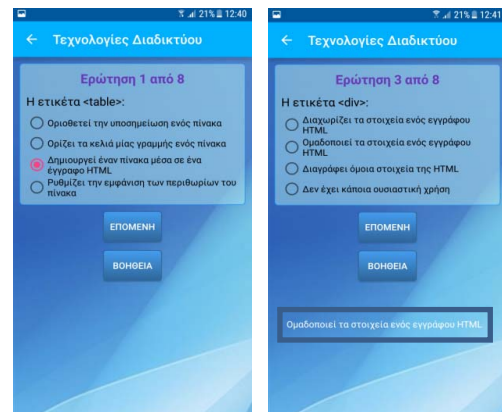 21% 12:40
Τεχνολογίες Διαδικτύου
Ερώτηση 1 από 8
Η ετικέτα <table>:
Οριοθετεί την υποσημείωση ενός πίνακα
Ορίζει τα κελιά μίας γραμμής ενός πίνακα
Δημιουργεί έναν πίνακα μέσα σε ένα
έγγραφο HTML
Ρυθμίζει την εμφάνιση των περιθωρίων του
πίνακα
ΕΠΟΜΕΝΗ
ΒΟΗΘΕΙΑ
21% 12:41
Τεχνολογίες Διαδικτύου
Ερώτηση 3 από 8
Η ετικέτα <div>:
Διαχωρίζει τα στοιχεία ενός εγγράφου
HTML
Ομαδοποιεί τα στοιχεία ενός εγγράφου
HTML
Διαγράφει όμοια στοιχεία της HTML
Δεν έχει κάποια ουσιαστική χρήση
ΕΠΟΜΕΝΗ
ΒΟΗΘΕΙΑ
Ομαδοποιεί τα στοιχεία ενός εγγράφου HTML